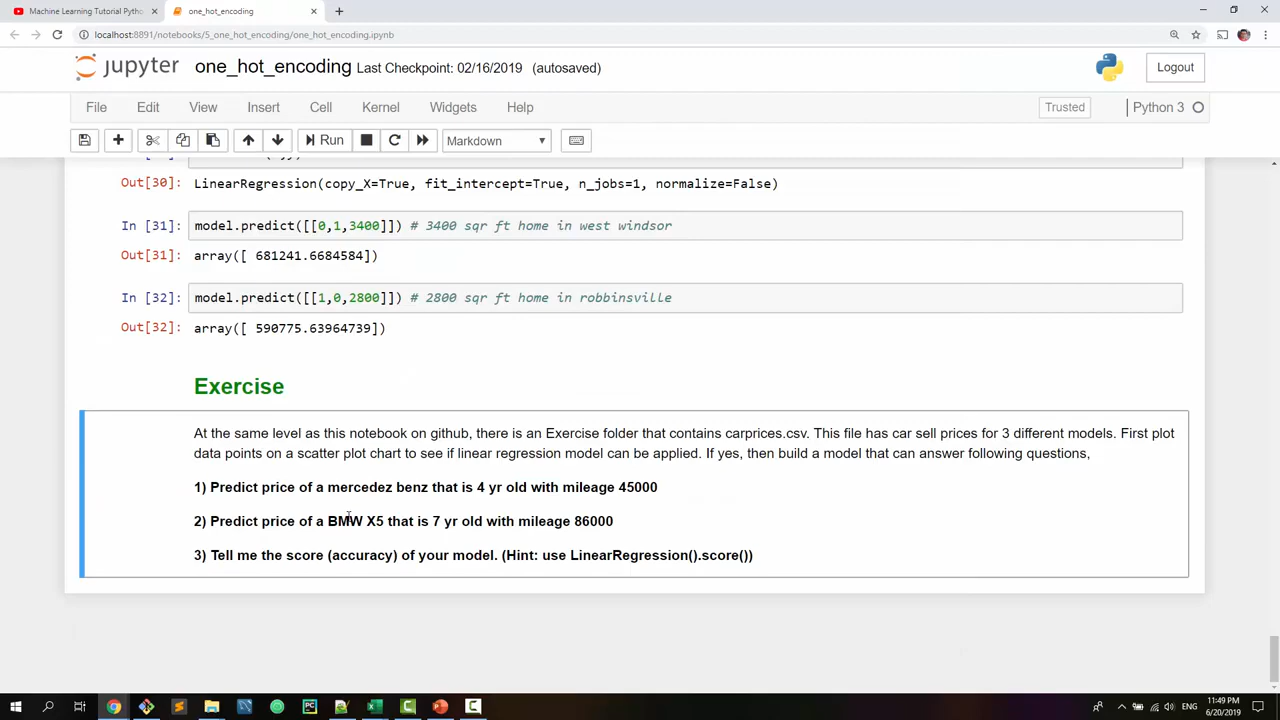 Machine Learning Tutorial Pytho
one_hot_encoding
localhost:8891/notebooks/5_one_hot_encoding/one_hot_encoding.ipynb
jupyter one_hot_encoding Last Checkpoint: 02/16/2019 (autosaved)
Logout
File Edit View Insert Cell Kernel Widgets Help
Trusted
Python 3
Run
Markdown
Out[30]: LinearRegression(copy_X=True, fit_intercept=True, n_jobs=1, normalize=False)
In [31]: model.predict([[0,1,3400]]) # 3400 sqr ft home in west windsor
Out[31]: array([ 681241.6684584])
In [32]: model.predict([[1,0,2800]]) # 2800 sqr ft home in robbinsville
Out[32]: array([ 590775.63964739])
Exercise
At the same level as this notebook on github, there is an Exercise folder that contains carprices.csv. This file has car sell prices for 3 different models. First plot
data points on a scatter plot chart to see if linear regression model can be applied. If yes, then build a model that can answer following questions,
1) Predict price of a mercedez benz that is 4 yr old with mileage 45000
2) Predict price of a BMW X5 that is 7 yr old with mileage 86000
3) Tell me the score (accuracy) of your model. (Hint: use LinearRegression().score())
ENG
11:49 PM
6/20/2019